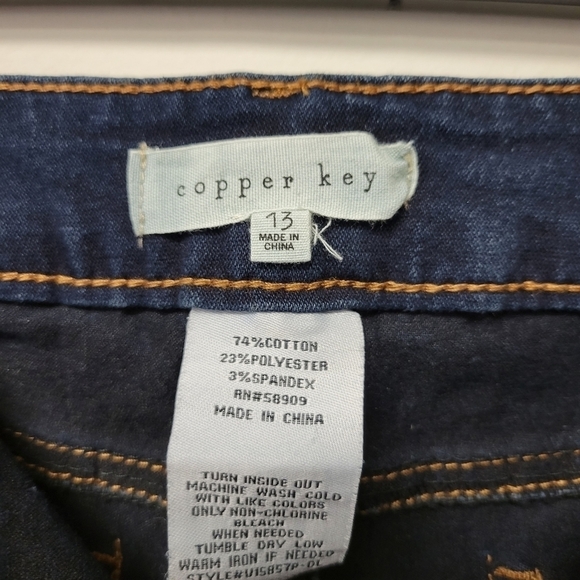 copper key
13
MADE IN
CHINA
74%COTTON
23%POLYESTER
3%SPANDEX
RN#58909
MADE IN CHINA
TURN INSIDE OUT
MACHINE WASH COLD
WITH LIKE COLORS
ONLY NON-CHLORINE
BLEACH
WHEN NEEDED
TUMBLE DRY LOW
WARM IRON IF NEEDED